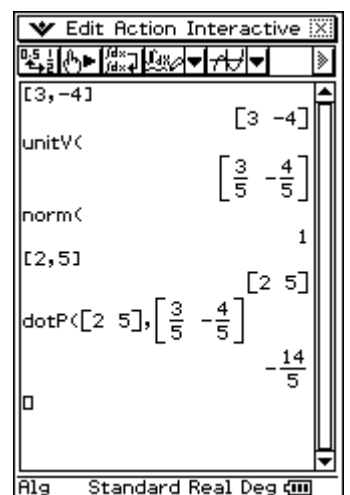 Edit Action Interactive
[3,-4]
[3 -4]
unitV(
[3/5 -4/5]
norm(
1
[2,5]
[2 5]
dotP([2 5],[3/5 -4/5]
-14/5
Alg Standard Real Deg